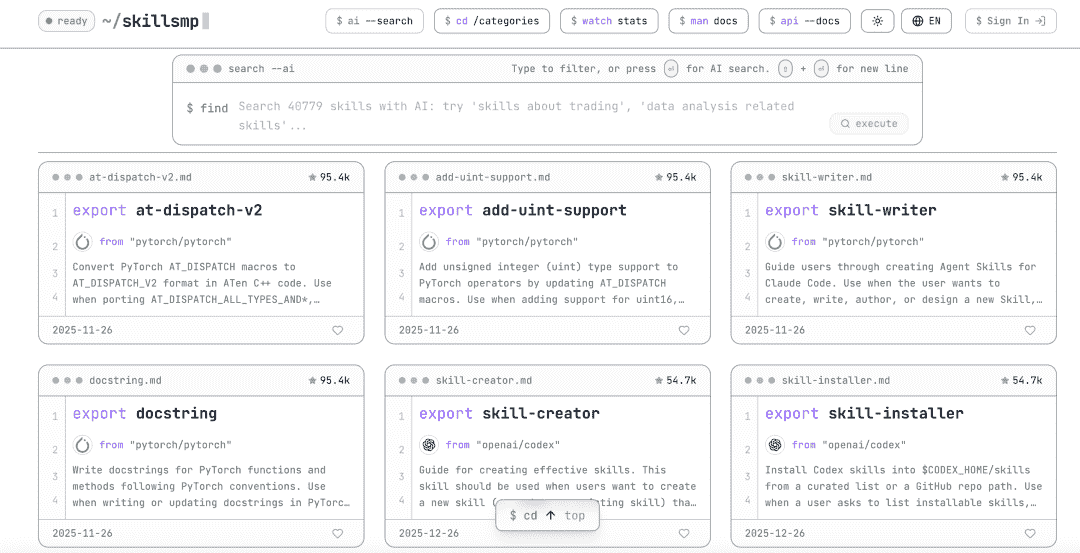 ready ~/skillsmp $ ai --search $ cd /categories $ watch stats $ man docs $ api --docs EN $ Sign In
search --ai Type to filter, or press ⏎ for AI search. ⇧ + ⏎ for new line
$ find Search 40779 skills with AI: try 'skills about trading', 'data analysis related
skills'...
execute
at-dispatch-v2.md ★ 95.4k
1 export at-dispatch-v2
2 from "pytorch/pytorch"
3 Convert PyTorch AT_DISPATCH macros to
AT_DISPATCH_V2 format in ATen C++ code. Use
4 when porting AT_DISPATCH_ALL_TYPES_AND*,…
2025-11-26
add-uint-support.md ★ 95.4k
1 export add-uint-support
2 from "pytorch/pytorch"
3 Add unsigned integer (uint) type support to
PyTorch operators by updating AT_DISPATCH
4 macros. Use when adding support for uint16,…
2025-11-26
skill-writer.md ★ 95.4k
1 export skill-writer
2 from "pytorch/pytorch"
3 Guide users through creating Agent Skills for
Claude Code. Use when the user wants to
4 create, write, author, or design a new Skill,…
2025-11-26
docstring.md ★ 95.4k
1 export docstring
2 from "pytorch/pytorch"
3 Write docstrings for PyTorch functions and
methods following PyTorch conventions. Use
4 when writing or updating docstrings in PyTorc…
2025-11-26
skill-creator.md ★ 54.7k
1 export skill-creator
2 from "openai/codex"
3 Guide for creating effective skills. This
skill should be used when users want to create
4 a new skill ( ating skill) tha…
2025-12-26
skill-installer.md ★ 54.7k
1 export skill-installer
2 from "openai/codex"
3 Install Codex skills into $CODEX_HOME/skills
from a curated list or a GitHub repo path. Use
4 when a user asks to list installable skills,…
2025-12-26
$ cd ↑ top